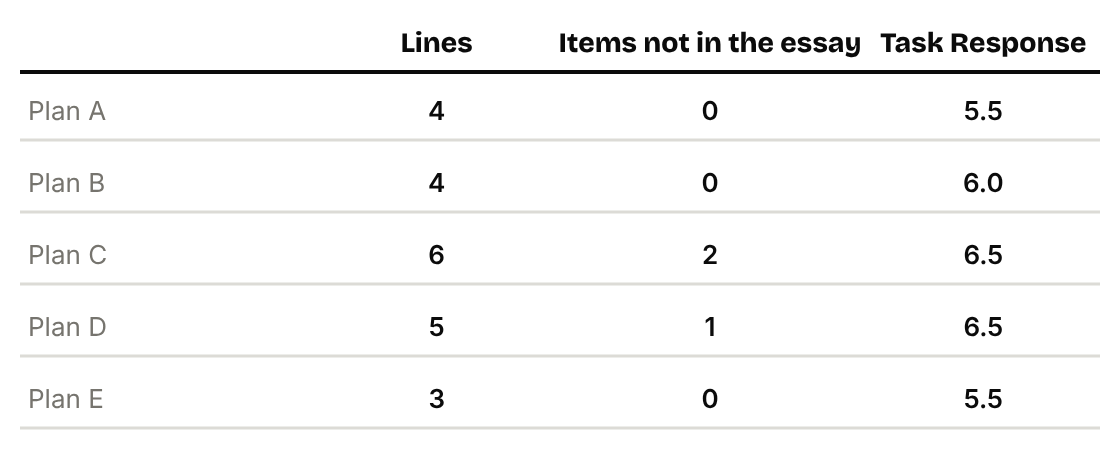 Lines Items not in the essay Task Response
Plan A 4 0 5.5
Plan B 4 0 6.0
Plan C 6 2 6.5
Plan D 5 1 6.5
Plan E 3 0 5.5